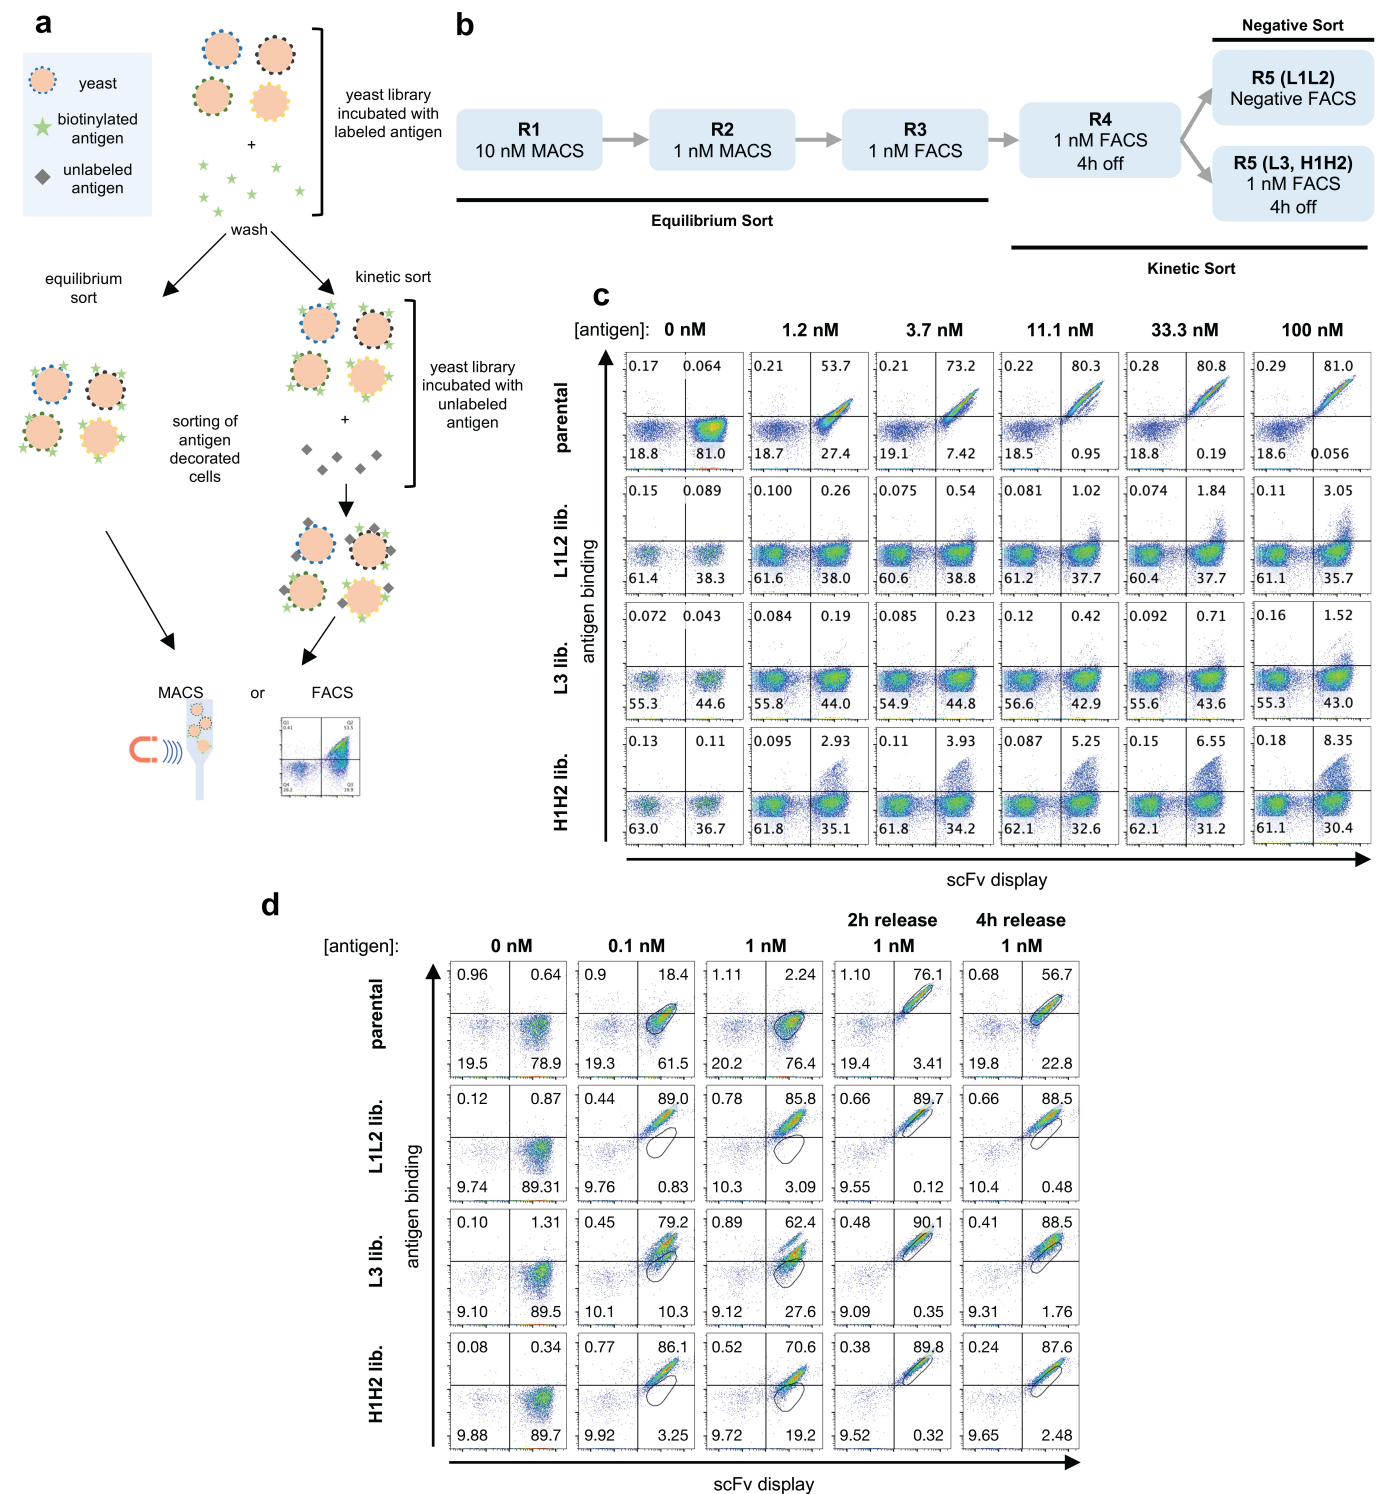 a
yeast
biotinylated
antigen
unlabeled
antigen
+
yeast library
incubated with
labeled antigen
wash
equilibrium
sort
kinetic sort
+
yeast library
incubated with
unlabeled
antigen
sorting of
antigen
decorated
cells
MACS or FACS
b
Negative Sort
R1
10 nM MACS
R2
1 nM MACS
R3
1 nM FACS
R4
1 nM FACS
4h off
R5 (L1L2)
Negative FACS
R5 (L3, H1H2)
1 nM FACS
4h off
Equilibrium Sort
Kinetic Sort
c
[antigen]: 0 nM 1.2 nM 3.7 nM 11.1 nM 33.3 nM 100 nM
antigen binding
parental
0.17 0.064 0.21 53.7 0.21 73.2 0.22 80.3 0.28 80.8 0.29 81.0
18.8 81.0 18.7 27.4 19.1 7.42 18.5 0.95 18.8 0.19 18.6 0.056
L1L2 lib.
0.15 0.089 0.100 0.26 0.075 0.54 0.081 1.02 0.074 1.84 0.11 3.05
61.4 38.3 61.6 38.0 60.6 38.8 61.2 37.7 60.4 37.7 61.1 35.7
L3 lib.
0.072 0.043 0.084 0.19 0.085 0.23 0.12 0.42 0.092 0.71 0.16 1.52
55.3 44.6 55.8 44.0 54.9 44.8 56.6 42.9 55.6 43.6 55.3 43.0
H1H2 lib.
0.13 0.11 0.095 2.93 0.11 3.93 0.087 5.25 0.15 6.55 0.18 8.35
63.0 36.7 61.8 35.1 61.8 34.2 62.1 32.6 62.1 31.2 61.1 30.4
scFv display
d
2h release 4h release
[antigen]: 0 nM 0.1 nM 1 nM 1 nM 1 nM
antigen binding
parental
0.96 0.64 0.9 18.4 1.11 2.24 1.10 76.1 0.68 56.7
19.5 78.9 19.3 61.5 20.2 76.4 19.4 3.41 19.8 22.8
L1L2 lib.
0.12 0.87 0.44 89.0 0.78 85.8 0.66 89.7 0.66 88.5
9.74 89.31 9.76 0.83 10.3 3.09 9.55 0.12 10.4 0.48
L3 lib.
0.10 1.31 0.45 79.2 0.89 62.4 0.48 90.1 0.41 88.5
9.10 89.5 10.1 10.3 9.12 27.6 9.09 0.35 9.31 1.76
H1H2 lib.
0.08 0.34 0.77 86.1 0.52 70.6 0.38 89.8 0.24 87.6
9.88 89.7 9.92 3.25 9.72 19.2 9.52 0.32 9.65 2.48
scFv display